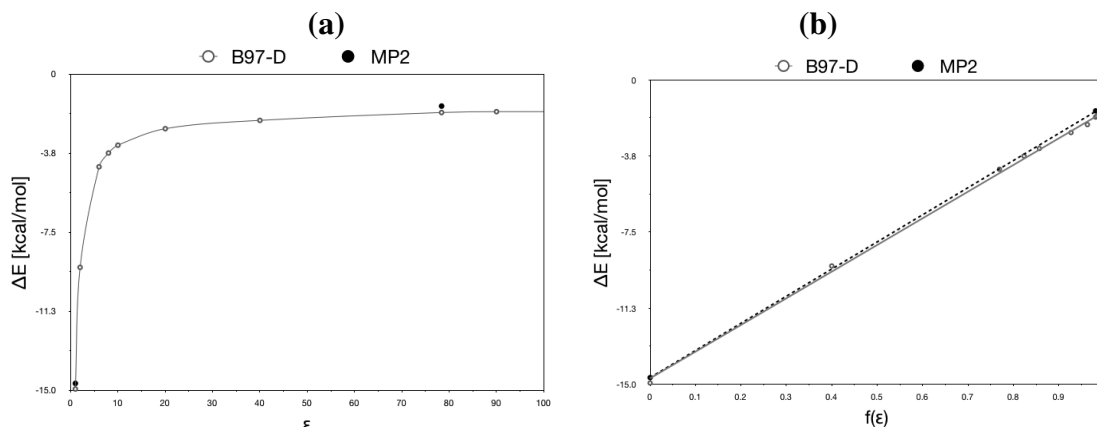 (a)
B97-D
MP2
0
-3.8
-7.5
-11.3
-15.0
ΔE [kcal/mol]
0 10 20 30 40 50 60 70 80 90 100
ε
(b)
B97-D
MP2
0
-3.8
-7.5
-11.3
-15.0
ΔE [kcal/mol]
0 0.1 0.2 0.3 0.4 0.5 0.6 0.7 0.8 0.9
f(ε)